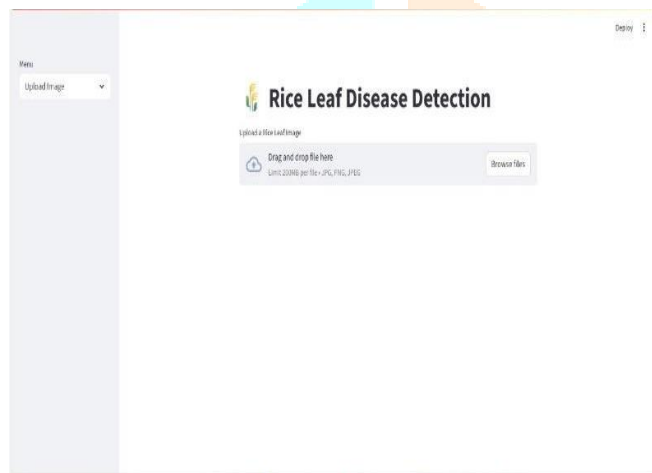 Deploy
Menu
Upload Image
Rice Leaf Disease Detection
Upload a Rice Leaf Image
Drag and drop file here
Limit 200MB per file • JPG, PNG, JPEG
Browse files